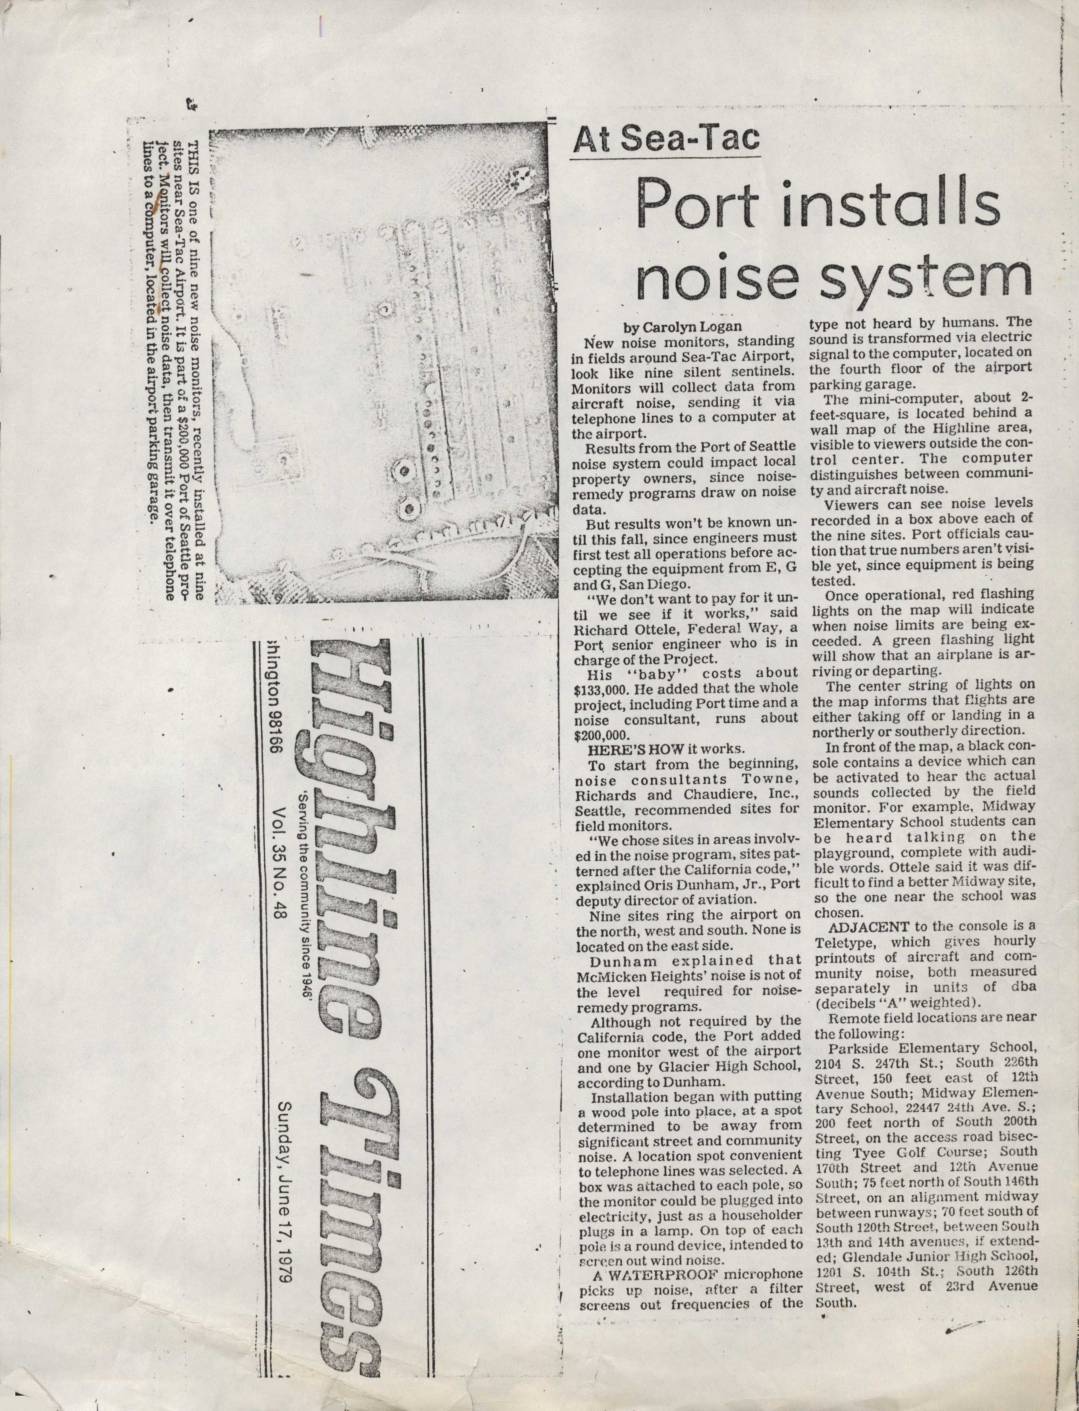 At Sea-Tac
Port installs
noise system
by Carolyn Logan
New noise monitors, standing
in fields around Sea-Tac Airport,
look like nine silent sentinels.
Monitors will collect data from
aircraft noise, sending it via
telephone lines to a computer at
the airport.
Results from the Port of Seattle
noise system could impact local
property owners, since noise-
remedy programs draw on noise
data.
But results won't be known un-
til this fall, since engineers must
first test all operations before ac-
cepting the equipment from E, G
and G, San Diego.
"We don't want to pay for it un-
til we see if it works," said
Richard Ottele, Federal Way, a
Port senior engineer who is in
charge of the Project.
His "baby" costs about
$133,000. He added that the whole
project, including Port time and a
noise consultant, runs about
$200,000.
HERE'S HOW it works.
To start from the beginning,
noise consultants Towne,
Richards and Chaudiere, Inc.,
Seattle, recommended sites for
field monitors.
"We chose sites in areas involv-
ed in the noise program, sites pat-
terned after the California code,"
explained Oris Dunham, Jr., Port
deputy director of aviation.
Nine sites ring the airport on
the north, west and south. None is
located on the east side.
Dunham explained that
McMicken Heights' noise is not of
the level required for noise-
remedy programs.
Although not required by the
California code, the Port added
one monitor west of the airport
and one by Glacier High School,
according to Dunham.
Installation began with putting
a wood pole into place, at a spot
determined to be away from
significant street and community
noise. A location spot convenient
to telephone lines was selected. A
box was attached to each pole, so
the monitor could be plugged into
electricity, just as a householder
plugs in a lamp. On top of each
pole is a round device, intended to
screen out wind noise.
A WATERPROOF microphone
picks up noise, after a filter
screens out frequencies of the
type not heard by humans. The
sound is transformed via electric
signal to the computer, located on
the fourth floor of the airport
parking garage.
The mini-computer, about 2-
feet-square, is located behind a
wall map of the Highline area,
visible to viewers outside the con-
trol center. The computer
distinguishes between communi-
ty and aircraft noise.
Viewers can see noise levels
recorded in a box above each of
the nine sites. Port officials cau-
tion that true numbers aren't visi-
ble yet, since equipment is being
tested.
Once operational, red flashing
lights on the map will indicate
when noise limits are being ex-
ceeded. A green flashing light
will show that an airplane is ar-
riving or departing.
The center string of lights on
the map informs that flights are
either taking off or landing in a
northerly or southerly direction.
In front of the map, a black con-
sole contains a device which can
be activated to hear the actual
sounds collected by the field
monitor. For example, Midway
Elementary School students can
be heard talking on the
playground, complete with audi-
ble words. Ottele said it was dif-
ficult to find a better Midway site,
so the one near the school was
chosen.
ADJACENT to the console is a
Teletype, which gives hourly
printouts of aircraft and com-
munity noise, both measured
separately in units of dba
(decibels "A" weighted).
Remote field locations are near
the following:
Parkside Elementary School,
2104 S. 247th St.; South 226th
Street, 150 feet east of 12th
Avenue South; Midway Elemen-
tary School, 22447 24th Ave. S.;
200 feet north of South 200th
Street, on the access road bisec-
ting Tyee Golf Course; South
170th Street and 12th Avenue
South; 75 feet north of South 146th
Street, on an alignment midway
between runways; 70 feet south of
South 120th Street, between South
13th and 14th avenues, if extend-
ed; Glendale Junior High School,
1201 S. 104th St.; South 126th
Street, west of 23rd Avenue
South.
THIS IS one of nine new noise monitors, recently installed at nine
sites near Sea-Tac Airport. It is part of a $200,000 Port of Seattle pro-
ject. Monitors will collect noise data, then transmit it over telephone
lines to a computer, located in the airport parking garage.
Highline Times
'Serving the community since 1946'
hington 98166 Vol. 35 No. 48 Sunday, June 17, 1979